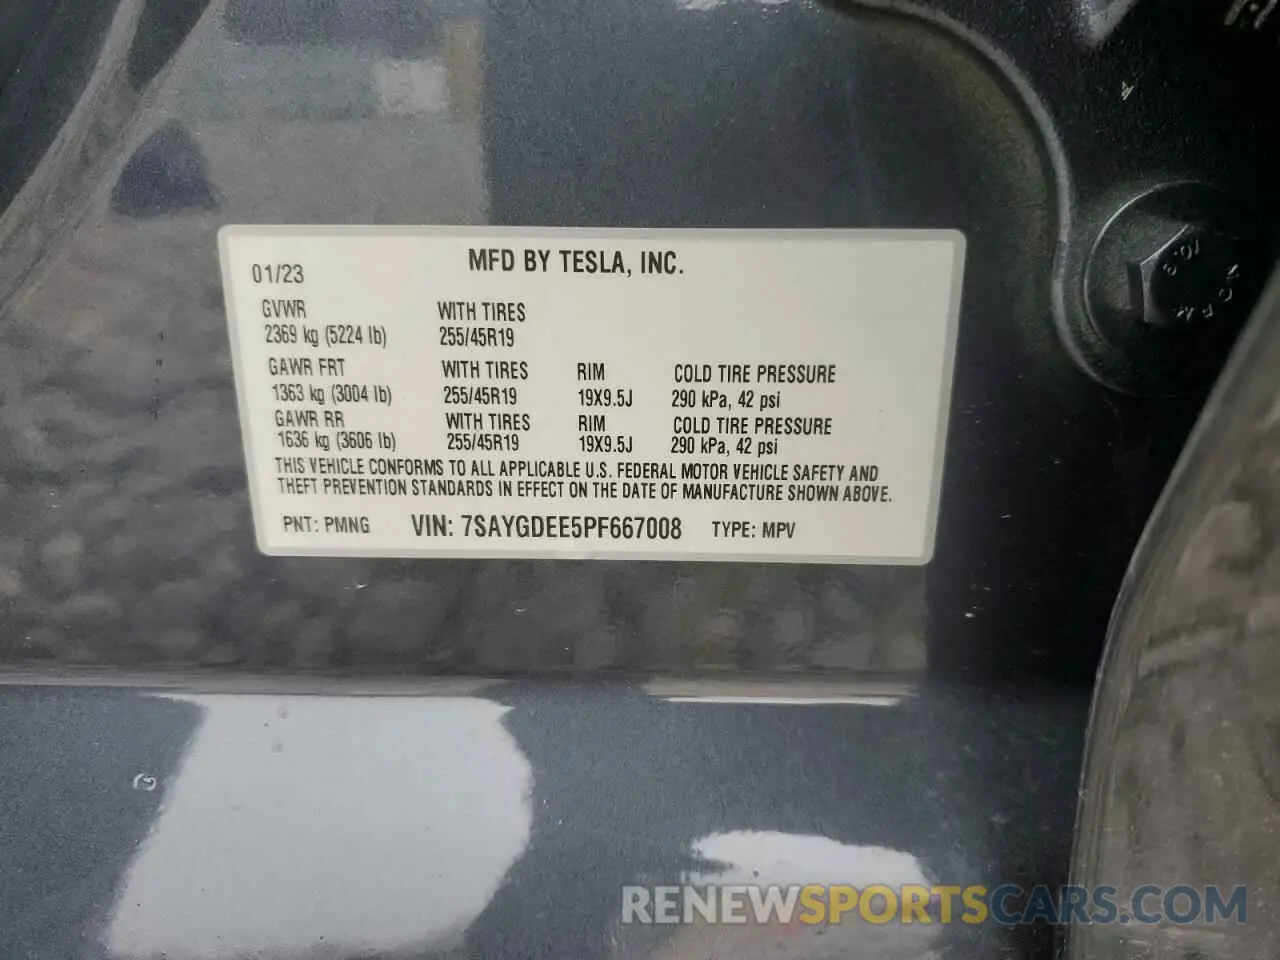 01/23 MFD BY TESLA, INC.
GVWR WITH TIRES
2369 kg (5224 lb) 255/45R19
GAWR FRT WITH TIRES RIM COLD TIRE PRESSURE
1363 kg (3004 lb) 255/45R19 19X9.5J 290 kPa, 42 psi
GAWR RR WITH TIRES RIM COLD TIRE PRESSURE
1636 kg (3606 lb) 255/45R19 19X9.5J 290 kPa, 42 psi
THIS VEHICLE CONFORMS TO ALL APPLICABLE U.S. FEDERAL MOTOR VEHICLE SAFETY AND
THEFT PREVENTION STANDARDS IN EFFECT ON THE DATE OF MANUFACTURE SHOWN ABOVE.
PNT: PMNG VIN: 7SAYGDEE5PF667008 TYPE: MPV
10.9
RENEWSPORTSCARS.COM